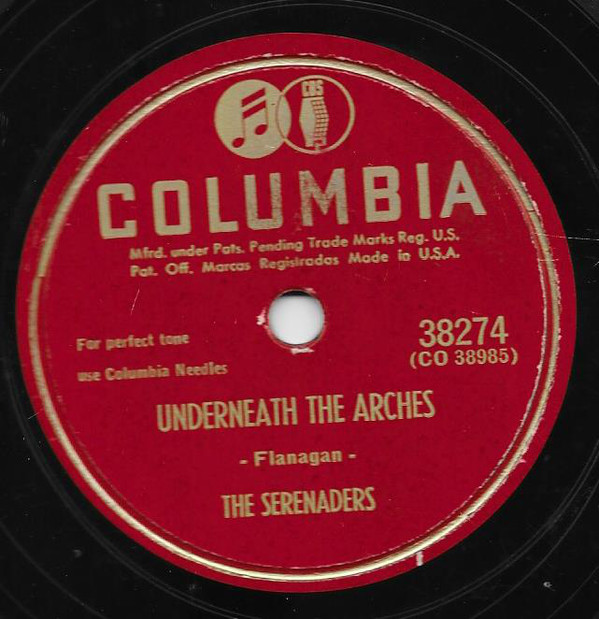 CBS
COLUMBIA
Mfrd. under Pats. Pending Trade Marks Reg. U.S.
Pat. Off. Marcas Registradas Made in U.S.A.
For perfect tone
use Columbia Needles
38274
(CO 38985)
UNDERNEATH THE ARCHES
- Flanagan -
THE SERENADERS